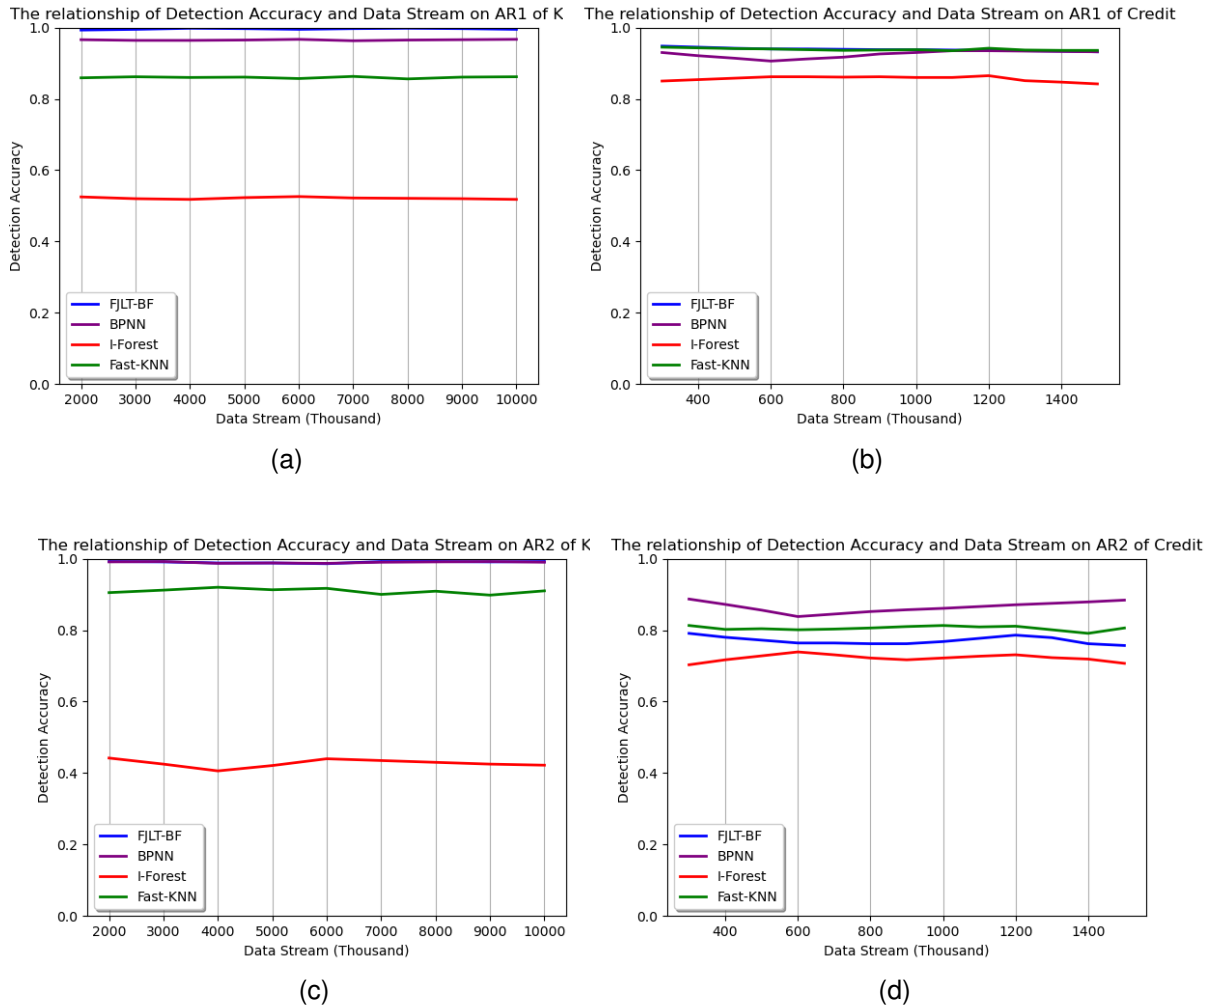 The relationship of Detection Accuracy and Data Stream on AR1 of K
1.0
0.8
0.6
0.4
0.2
0.0
Detection Accuracy
FJLT-BF
BPNN
I-Forest
Fast-KNN
2000 3000 4000 5000 6000 7000 8000 9000 10000
Data Stream (Thousand)
(a)
The relationship of Detection Accuracy and Data Stream on AR1 of Credit
1.0
0.8
0.6
0.4
0.2
0.0
Detection Accuracy
FJLT-BF
BPNN
I-Forest
Fast-KNN
400 600 800 1000 1200 1400
Data Stream (Thousand)
(b)
The relationship of Detection Accuracy and Data Stream on AR2 of K
1.0
0.8
0.6
0.4
0.2
0.0
Detection Accuracy
FJLT-BF
BPNN
I-Forest
Fast-KNN
2000 3000 4000 5000 6000 7000 8000 9000 10000
Data Stream (Thousand)
(c)
The relationship of Detection Accuracy and Data Stream on AR2 of Credit
1.0
0.8
0.6
0.4
0.2
0.0
Detection Accuracy
FJLT-BF
BPNN
I-Forest
Fast-KNN
400 600 800 1000 1200 1400
Data Stream (Thousand)
(d)